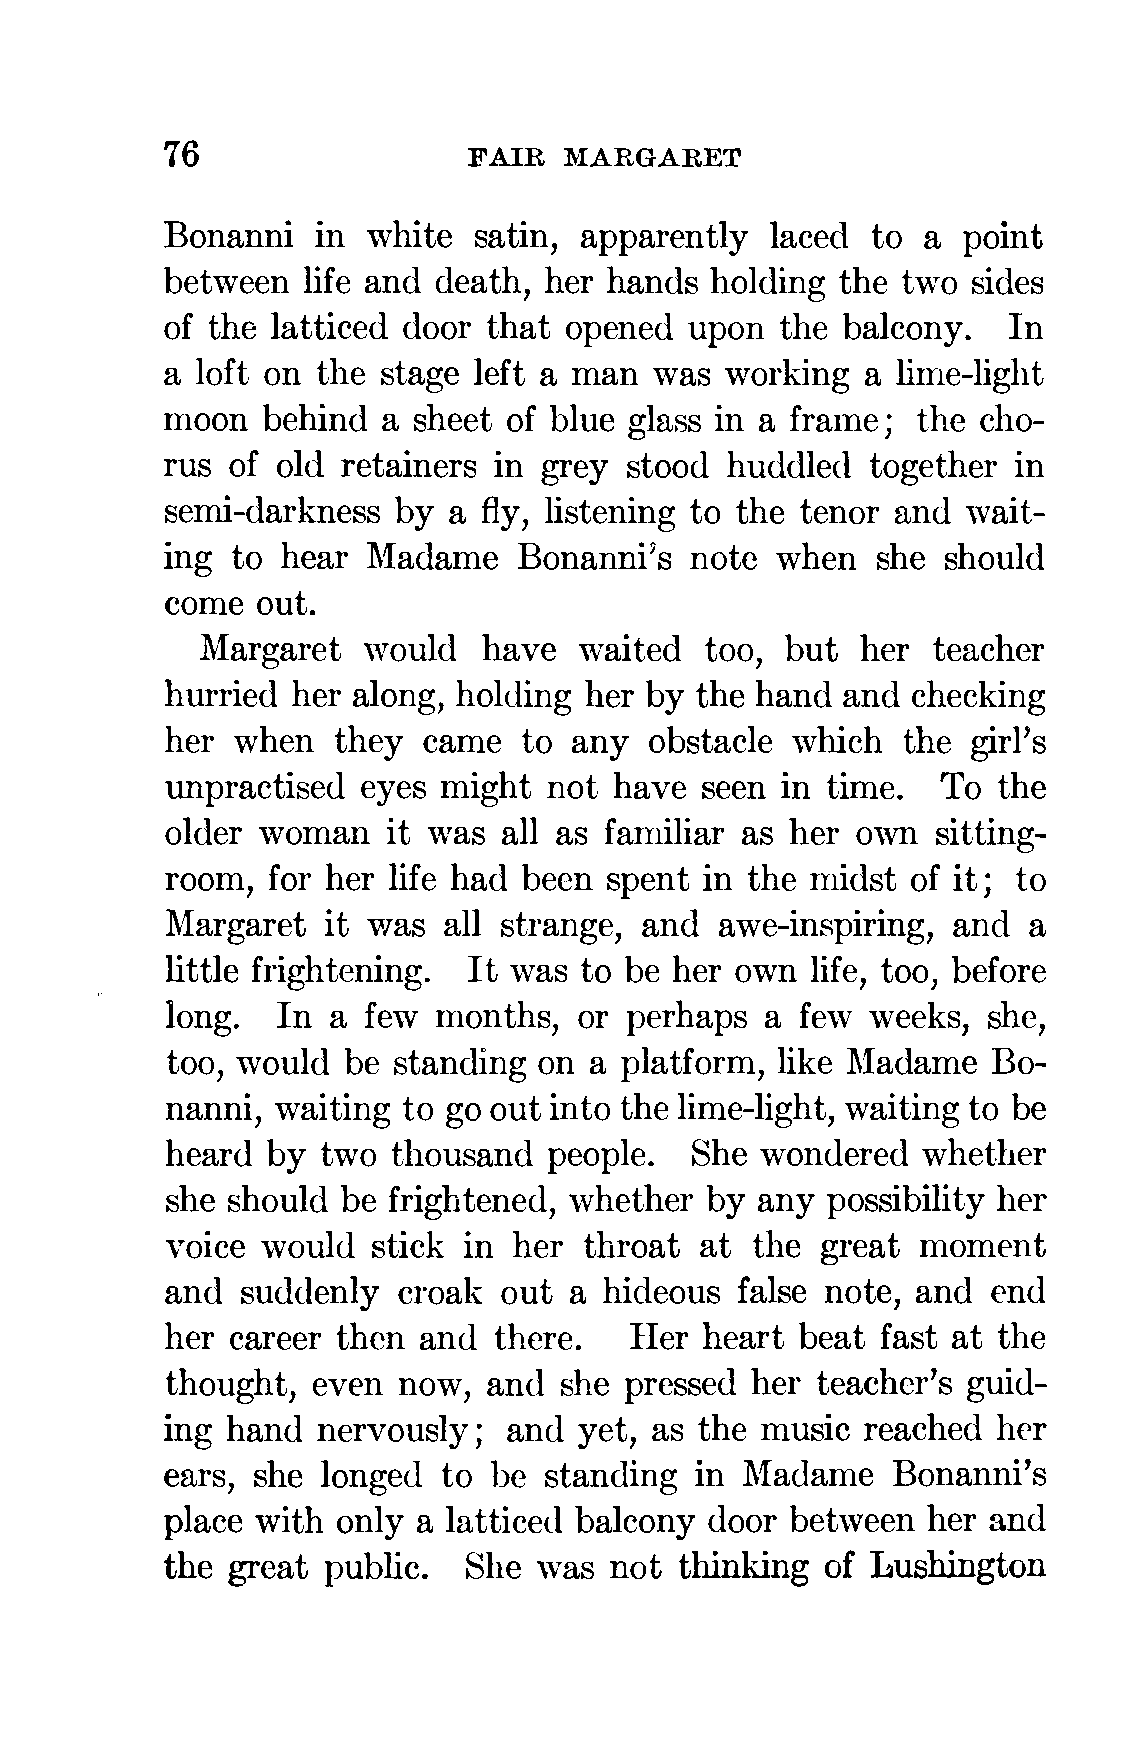 76 FAIR MARGARET
Bonanni in white satin, apparently laced to a point
between life and death, her hands holding the two sides
of the latticed door that opened upon the balcony. In
a loft on the stage left a man was working a lime-light
moon behind a sheet of blue glass in a frame; the cho-
rus of old retainers in grey stood huddled together in
semi-darkness by a fly, listening to the tenor and wait-
ing to hear Madame Bonanni's note when she should
come out.
Margaret would have waited too, but her teacher
hurried her along, holding her by the hand and checking
her when they came to any obstacle which the girl's
unpractised eyes might not have seen in time. To the
older woman it was all as familiar as her own sitting-
room, for her life had been spent in the midst of it; to
Margaret it was all strange, and awe-inspiring, and a
little frightening. It was to be her own life, too, before
long. In a few months, or perhaps a few weeks, she,
too, would be standing on a platform, like Madame Bo-
nanni, waiting to go out into the lime-light, waiting to be
heard by two thousand people. She wondered whether
she should be frightened, whether by any possibility her
voice would stick in her throat at the great moment
and suddenly croak out a hideous false note, and end
her career then and there. Her heart beat fast at the
thought, even now, and she pressed her teacher's guid-
ing hand nervously; and yet, as the music reached her
ears, she longed to be standing in Madame Bonanni's
place with only a latticed balcony door between her and
the great public. She was not thinking of Lushington